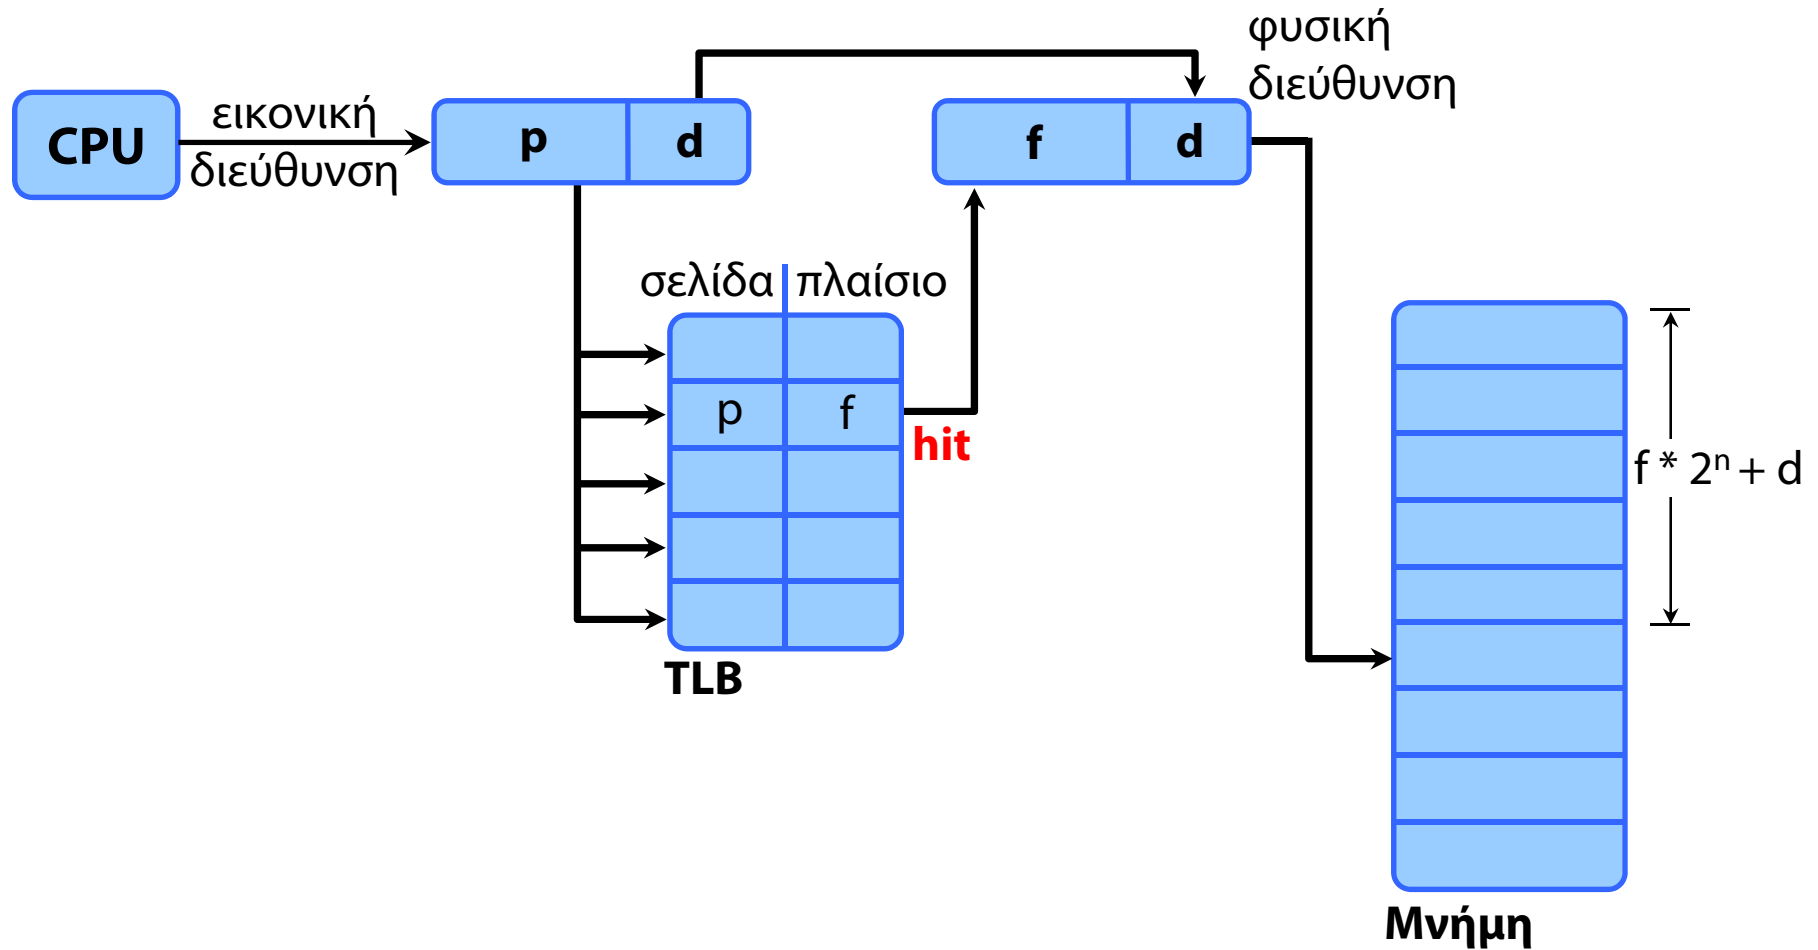 CPU
εικονική
διεύθυνση
p
d
f
d
φυσική
διεύθυνση
σελίδα
πλαίσιο
p
f
hit
TLB
f * 2ⁿ + d
Μνήμη